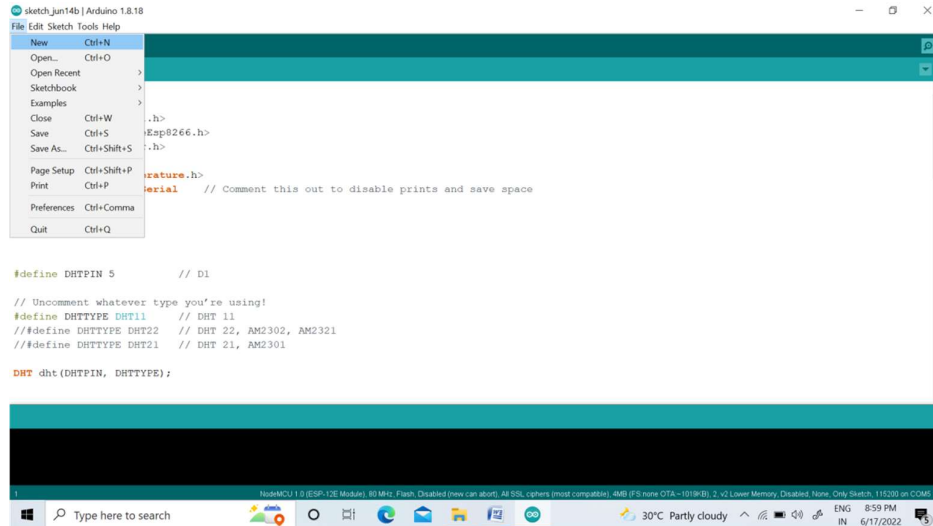 sketch_jun14b | Arduino 1.8.18
File Edit Sketch Tools Help
New Ctrl+N
Open... Ctrl+O
Open Recent >
Sketchbook >
Examples >
Close Ctrl+W
.h>
Save Ctrl+S
eEsp8266.h>
Save As... Ctrl+Shift+S
r.h>
Page Setup Ctrl+Shift+P
erature.h>
Print Ctrl+P
Serial // Comment this out to disable prints and save space
Preferences Ctrl+Comma
Quit Ctrl+Q
#define DHTPIN 5 // D1
// Uncomment whatever type you're using!
#define DHTTYPE DHT11 // DHT 11
//#define DHTTYPE DHT22 // DHT 22, AM2302, AM2321
//#define DHTTYPE DHT21 // DHT 21, AM2301
DHT dht(DHTPIN, DHTTYPE);
1 NodeMCU 1.0 (ESP-12E Module), 80 MHz, Flash, Disabled (new can abort), All SSL ciphers (most compatible), 4MB (FS:none OTA:~1019KB), 2, v2 Lower Memory, Disabled, None, Only Sketch, 115200 on COM5
Type here to search
30°C Partly cloudy
ENG
IN
8:59 PM
6/17/2022